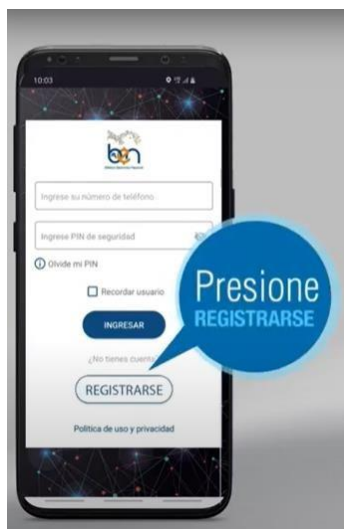 10:03
ben
Ingrese su número de teléfono
Ingrese PIN de seguridad
Olvide mi PIN
Recordar usuario
INGRESAR
¿No tienes cuenta
REGISTRARSE
Política de uso y privacidad
Presione
REGISTRARSE